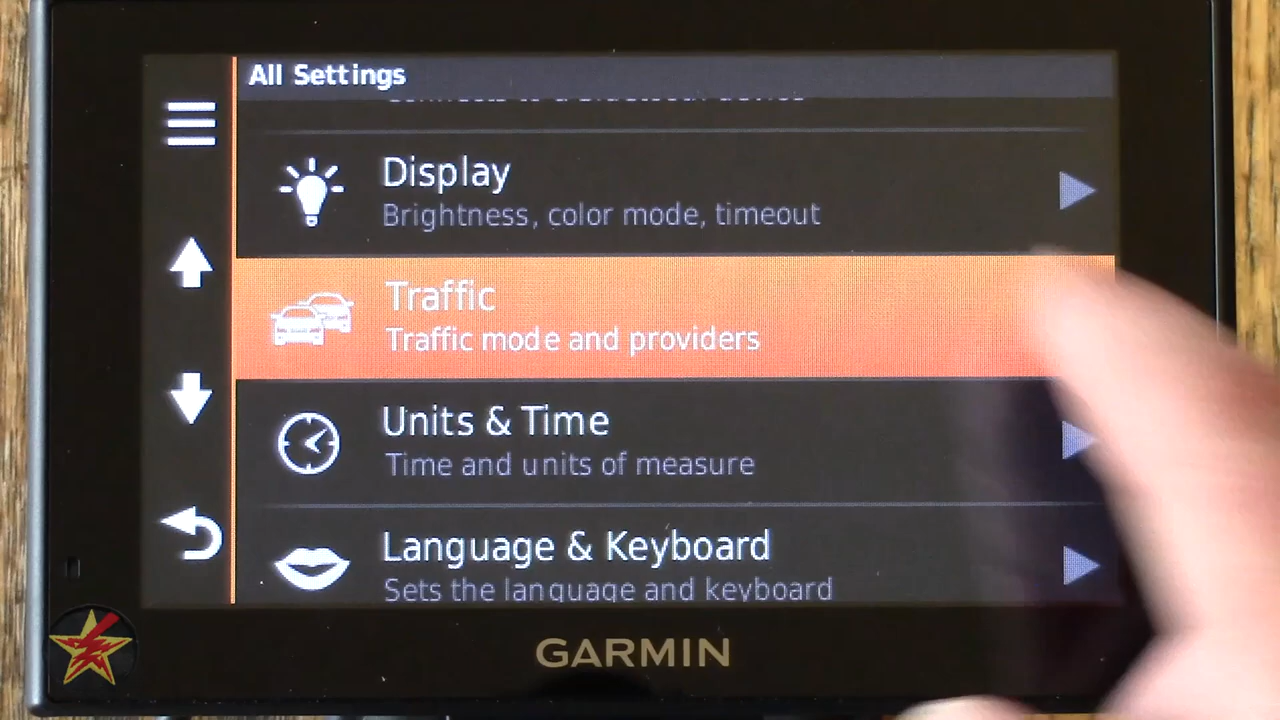 All Settings
Display
Brightness, color mode, timeout
Traffic
Traffic mode and providers
Units & Time
Time and units of measure
Language & Keyboard
Sets the language and keyboard
GARMIN